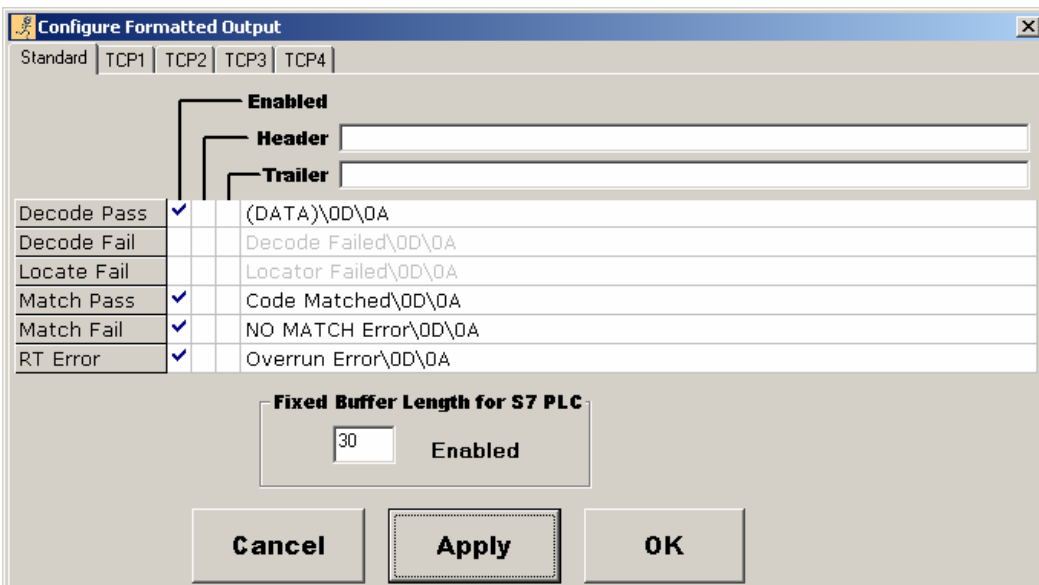 Configure Formatted Output
Standard TCP1 TCP2 TCP3 TCP4
Enabled
Header
Trailer
Decode Pass (DATA)\0D\0A
Decode Fail Decode Failed\0D\0A
Locate Fail Locator Failed\0D\0A
Match Pass Code Matched\0D\0A
Match Fail NO MATCH Error\0D\0A
RT Error Overrun Error\0D\0A
Fixed Buffer Length for S7 PLC
30 Enabled
Cancel Apply OK